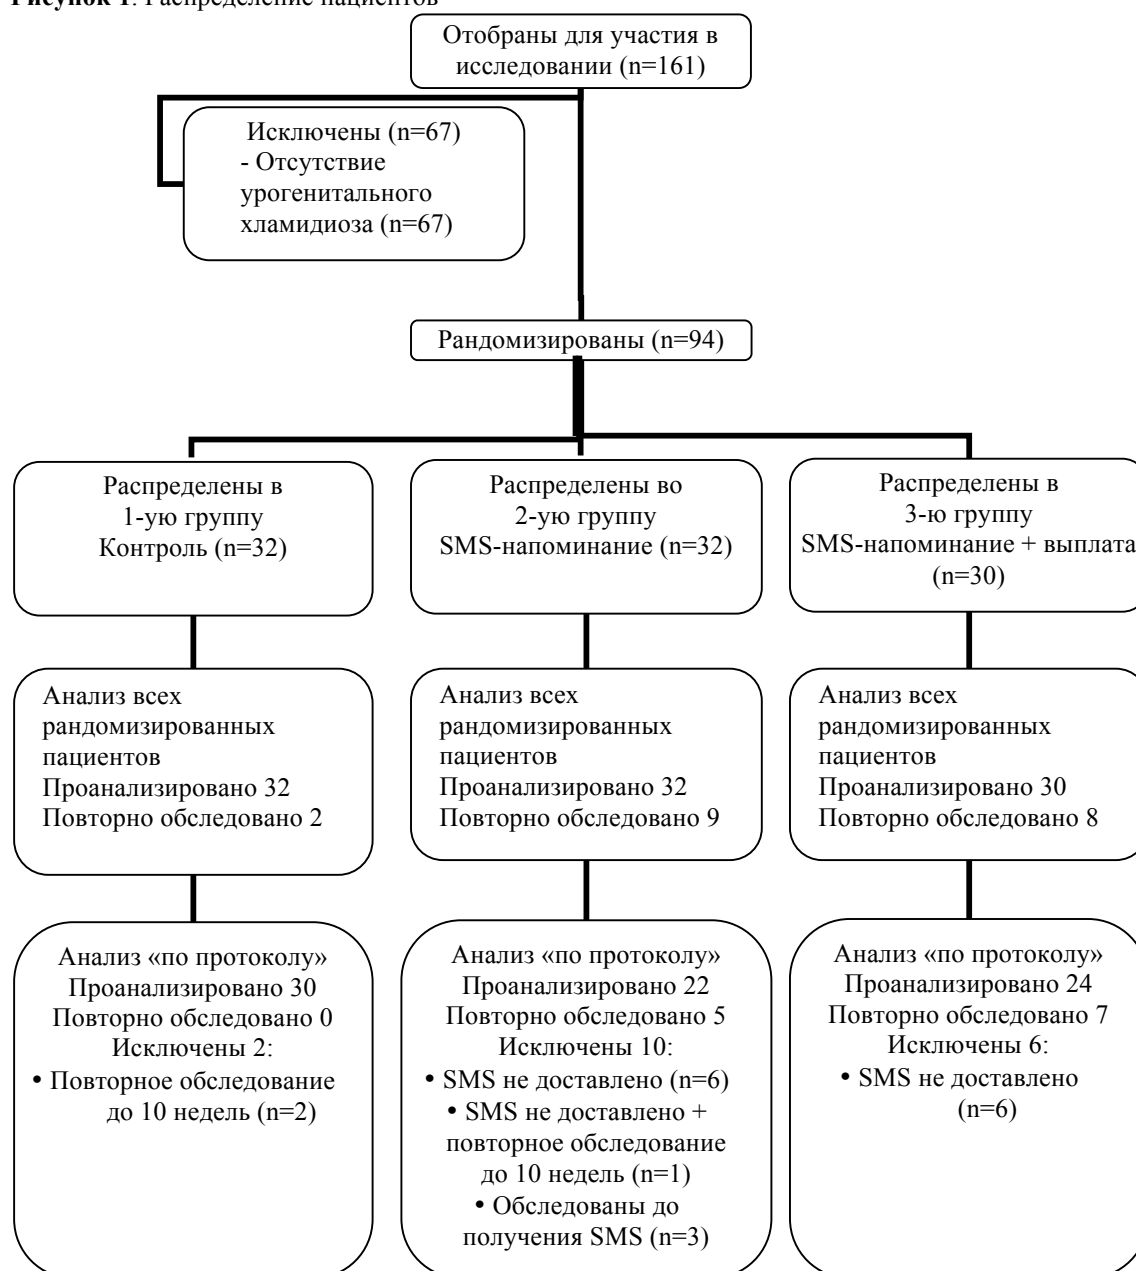 Рисунок 1. Распределение пациентов
Отобраны для участия в
исследовании (n=161)
Исключены (n=67)
- Отсутствие
урогенитального
хламидиоза (n=67)
Рандомизированы (n=94)
Распределены в
1-ую группу
Контроль (n=32)
Распределены во
2-ую группу
SMS-напоминание (n=32)
Распределены в
3-ю группу
SMS-напоминание + выплата
(n=30)
Анализ всех
рандомизированных
пациентов
Проанализировано 32
Повторно обследовано 2
Анализ всех
рандомизированных
пациентов
Проанализировано 32
Повторно обследовано 9
Анализ всех
рандомизированных
пациентов
Проанализировано 30
Повторно обследовано 8
Анализ «по протоколу»
Проанализировано 30
Повторно обследовано 0
Исключены 2:
• Повторное обследование
до 10 недель (n=2)
Анализ «по протоколу»
Проанализировано 22
Повторно обследовано 5
Исключены 10:
• SMS не доставлено (n=6)
• SMS не доставлено +
повторное обследование
до 10 недель (n=1)
• Обследованы до
получения SMS (n=3)
Анализ «по протоколу»
Проанализировано 24
Повторно обследовано 7
Исключены 6:
• SMS не доставлено
(n=6)